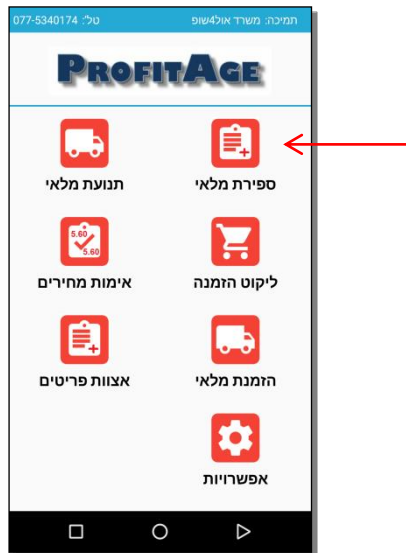 תמיכה: משרד אול4שופ טל': 077-5340174
PROFITAGE
ספירת מלאי תנועת מלאי
5.60
5.60
ליקוט הזמנה אימות מחירים
הזמנת מלאי אצוות פריטים
אפשרויות